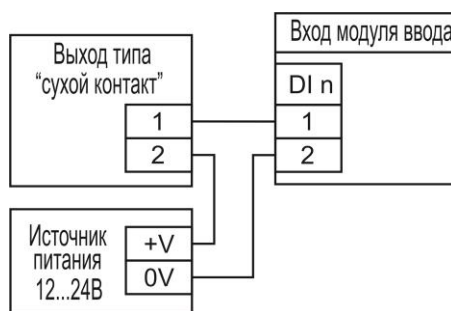 Выход типа
“сухой контакт”
1
2
Источник
питания
12...24В
+V
0V
Вход модуля ввода
DI n
1
2